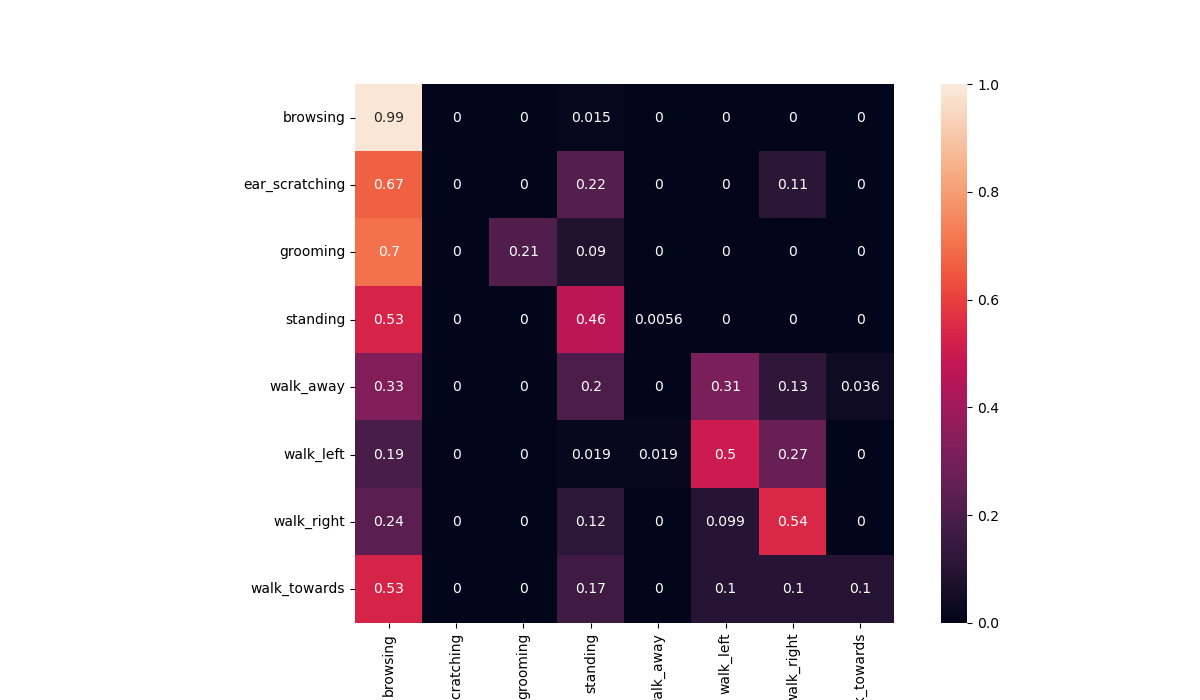 browsing 0.99 0 0 0.015 0 0 0 0
ear_scratching 0.67 0 0 0.22 0 0 0.11 0
grooming 0.7 0 0.21 0.09 0 0 0 0
standing 0.53 0 0 0.46 0.0056 0 0 0
walk_away 0.33 0 0 0.2 0 0.31 0.13 0.036
walk_left 0.19 0 0 0.019 0.019 0.5 0.27 0
walk_right 0.24 0 0 0.12 0 0.099 0.54 0
walk_towards 0.53 0 0 0.17 0 0.1 0.1 0.1
browsing
cratching
grooming
standing
alk_away
walk_left
walk_right
k_towards
1.0
0.8
0.6
0.4
0.2
0.0